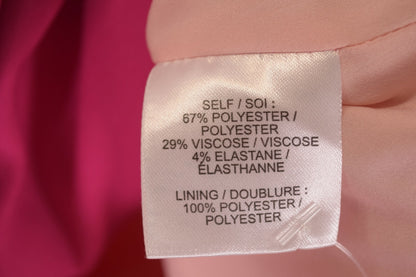 SELF / SOI :
67% POLYESTER /
POLYESTER
29% VISCOSE / VISCOSE
4% ELASTANE /
ÉLASTHANNE
LINING / DOUBLURE :
100% POLYESTER /
POLYESTER